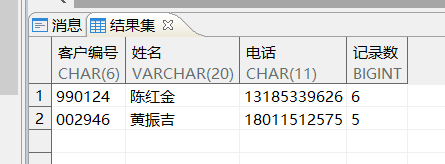 消息 结果集
客户编号 姓名 电话 记录数
CHAR(6) VARCHAR(20) CHAR(11) BIGINT
1 990124 陈红金 13185339626 6
2 002946 黄振吉 18011512575 5